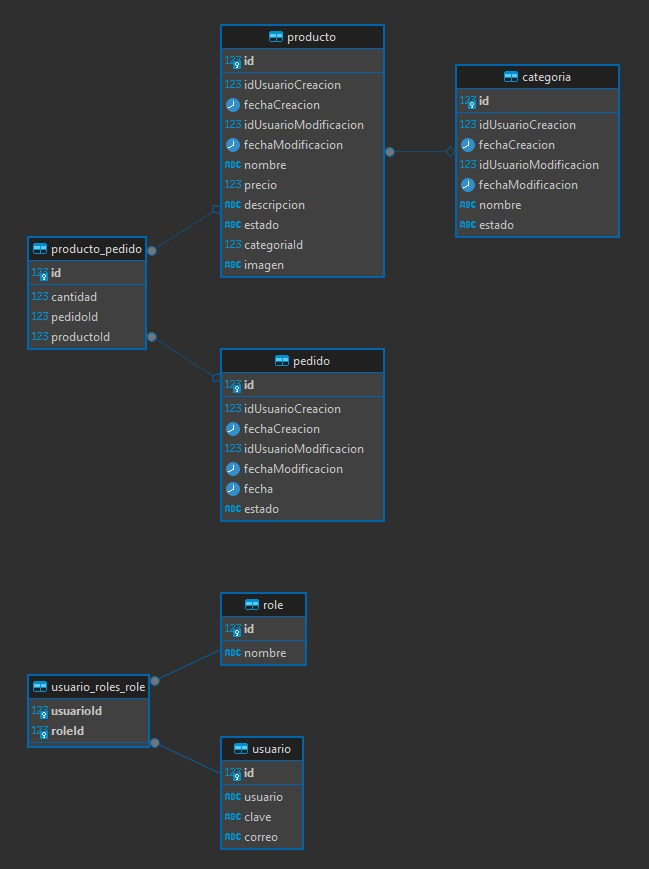 producto
123 id
123 idUsuarioCreacion
fechaCreacion
123 idUsuarioModificacion
fechaModificacion
ABC nombre
123 precio
ABC descripcion
ABC estado
123 categoriaId
ABC imagen
categoria
123 id
123 idUsuarioCreacion
fechaCreacion
123 idUsuarioModificacion
fechaModificacion
ABC nombre
ABC estado
producto_pedido
123 id
123 cantidad
123 pedidoId
123 productoId
pedido
123 id
123 idUsuarioCreacion
fechaCreacion
123 idUsuarioModificacion
fechaModificacion
fecha
ABC estado
role
123 id
ABC nombre
usuario_roles_role
123 usuarioId
123 roleId
usuario
123 id
ABC usuario
ABC clave
ABC correo